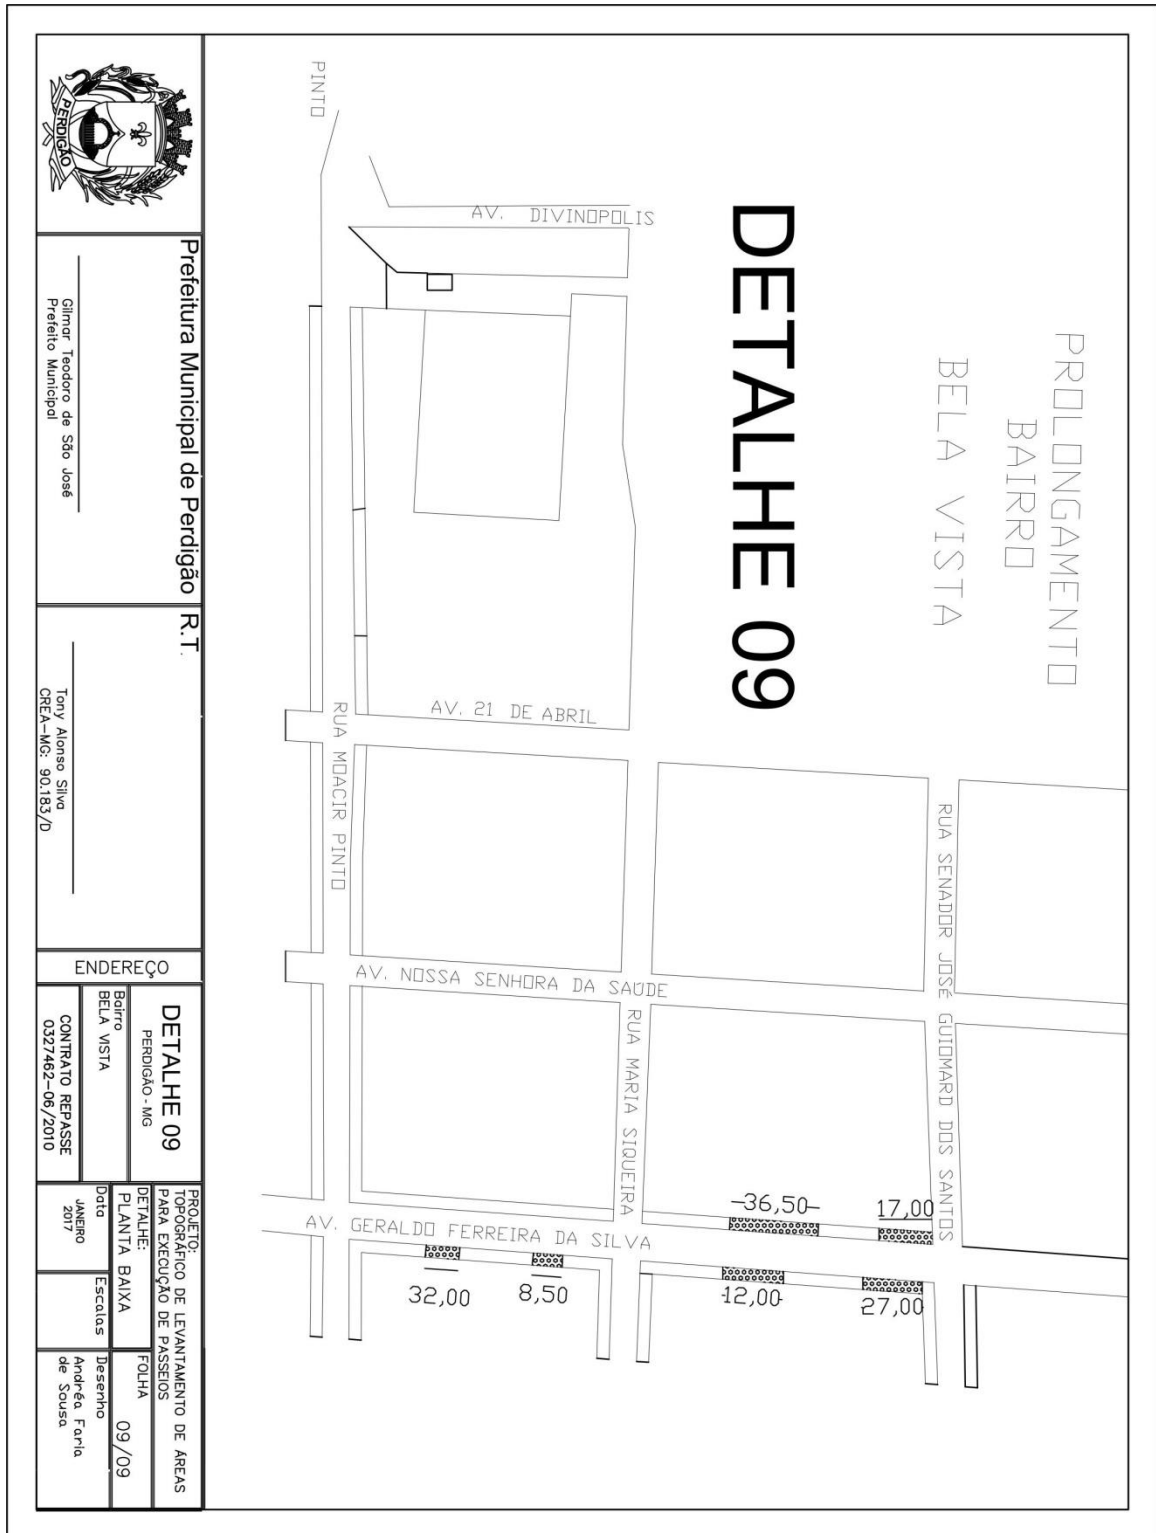 PROLONGAMENTO
BAIRRO
BELA VISTA
DETALHE 09
PINTO
AV. DIVINOPOLIS
AV. 21 DE ABRIL
RUA MOACIR PINTO
RUA SENADOR JOSÉ GUIOMARD DOS SANTOS
AV. NOSSA SENHORA DA SAÚDE
RUA MARIA SIQUEIRA
AV. GERALDO FERREIRA DA SILVA
36,50
17,00
32,00
8,50
12,00
27,00
PERDIGÃO
Prefeitura Municipal de Perdigão
Gilmar Teodoro de São José
Prefeito Municipal
R.T.
Tony Alonso Silva
CREA-MG: 90.183/D
ENDEREÇO
DETALHE 09
PERDIGÃO - MG
Bairro
BELA VISTA
CONTRATO REPASSE
0327462-06/2010
PROJETO:
TOPOGRÁFICO DE LEVANTAMENTO DE ÁREAS
PARA EXECUÇÃO DE PASSEIOS
DETALHE:
PLANTA BAIXA
FOLHA
09/09
Data
JANEIRO
2017
Escalas
Desenho
Andréa Faria
de Sousa